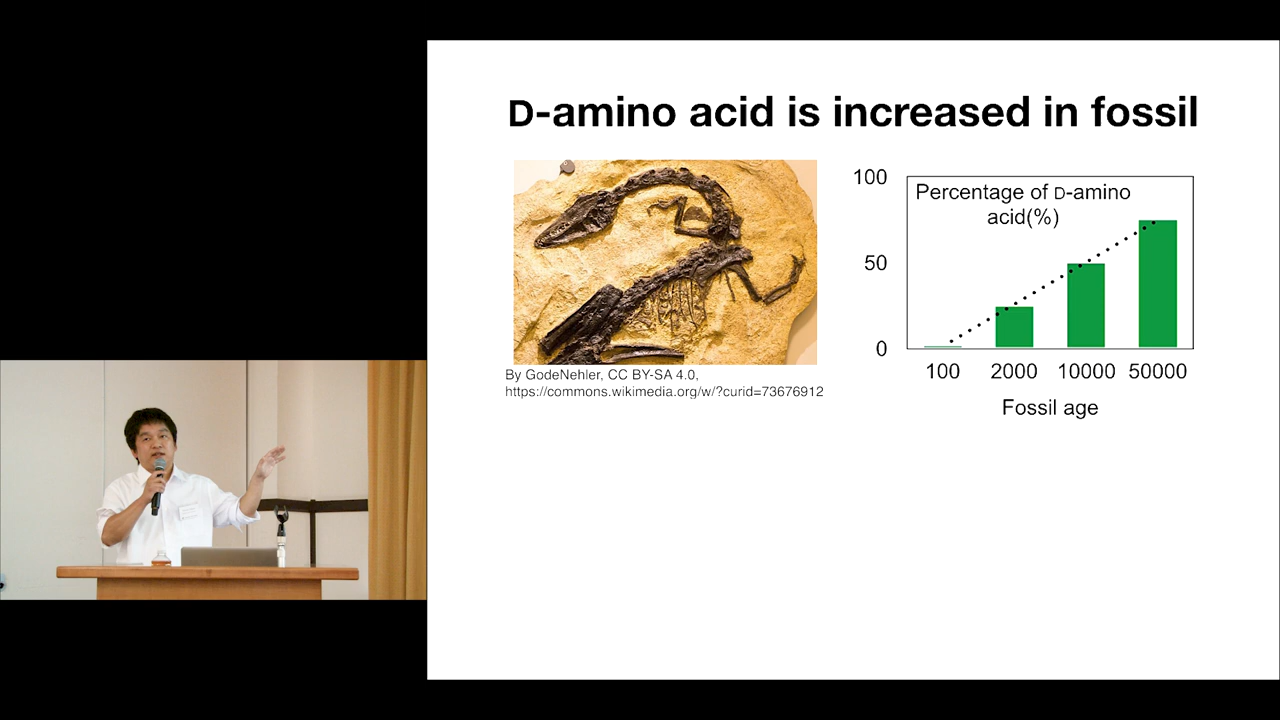 D-amino acid is increased in fossil
By GodeNehler, CC BY-SA 4.0,
https://commons.wikimedia.org/w/?curid=73676912
Percentage of D-amino
acid(%)
100
50
0
100 2000 10000 50000
Fossil age